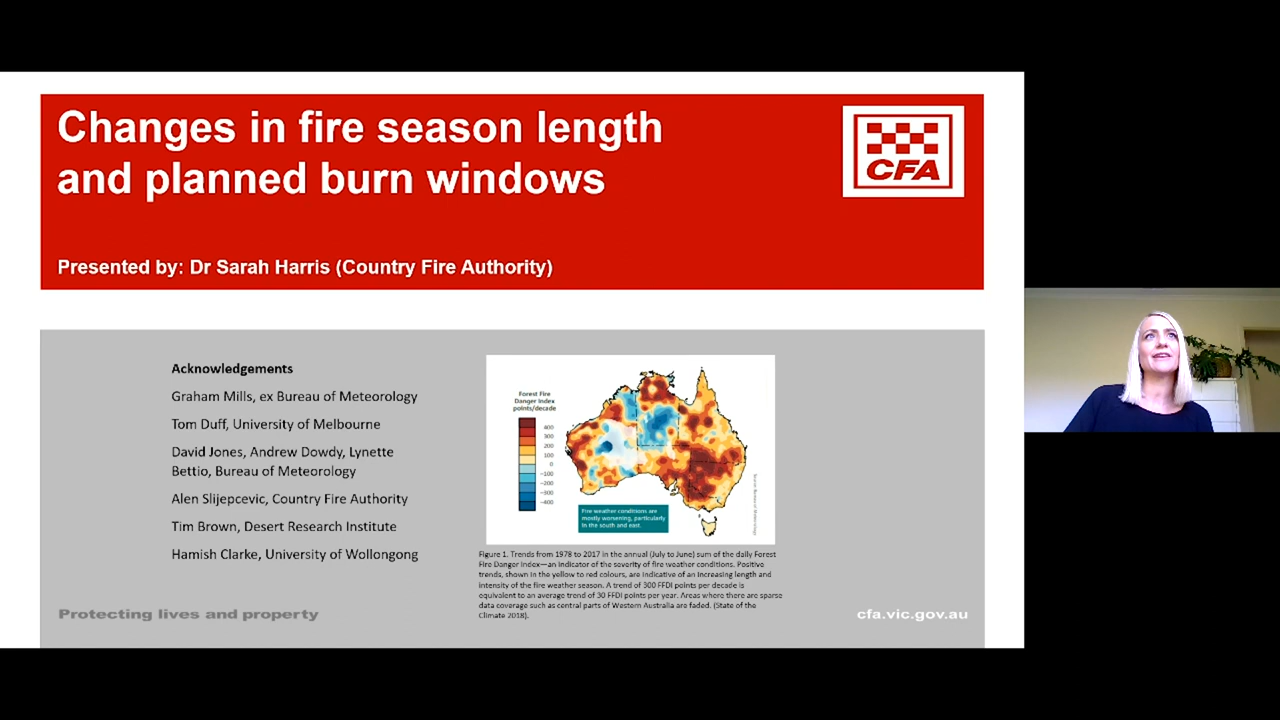 Changes in fire season length
and planned burn windows
CFA
Presented by: Dr Sarah Harris (Country Fire Authority)
Acknowledgements
Graham Mills, ex Bureau of Meteorology
Tom Duff, University of Melbourne
David Jones, Andrew Dowdy, Lynette
Bettio, Bureau of Meteorology
Alen Slijepcevic, Country Fire Authority
Tim Brown, Desert Research Institute
Hamish Clarke, University of Wollongong
Forest Fire
Danger Index
points/decade
400
300
200
100
0
−100
−200
−300
−400
Fire weather conditions are
mostly worsening, particularly
in the south and east.
Source: Bureau of Meteorology
Figure 1. Trends from 1978 to 2017 in the annual (July to June) sum of the daily Forest
Fire Danger Index—an indicator of the severity of fire weather conditions. Positive
trends, shown in the yellow to red colours, are indicative of an increasing length and
intensity of the fire weather season. A trend of 300 FFDI points per decade is
equivalent to an average trend of 30 FFDI points per year. Areas where there are sparse
data coverage such as central parts of Western Australia are faded. (State of the
Climate 2018).
Protecting lives and property
cfa.vic.gov.au